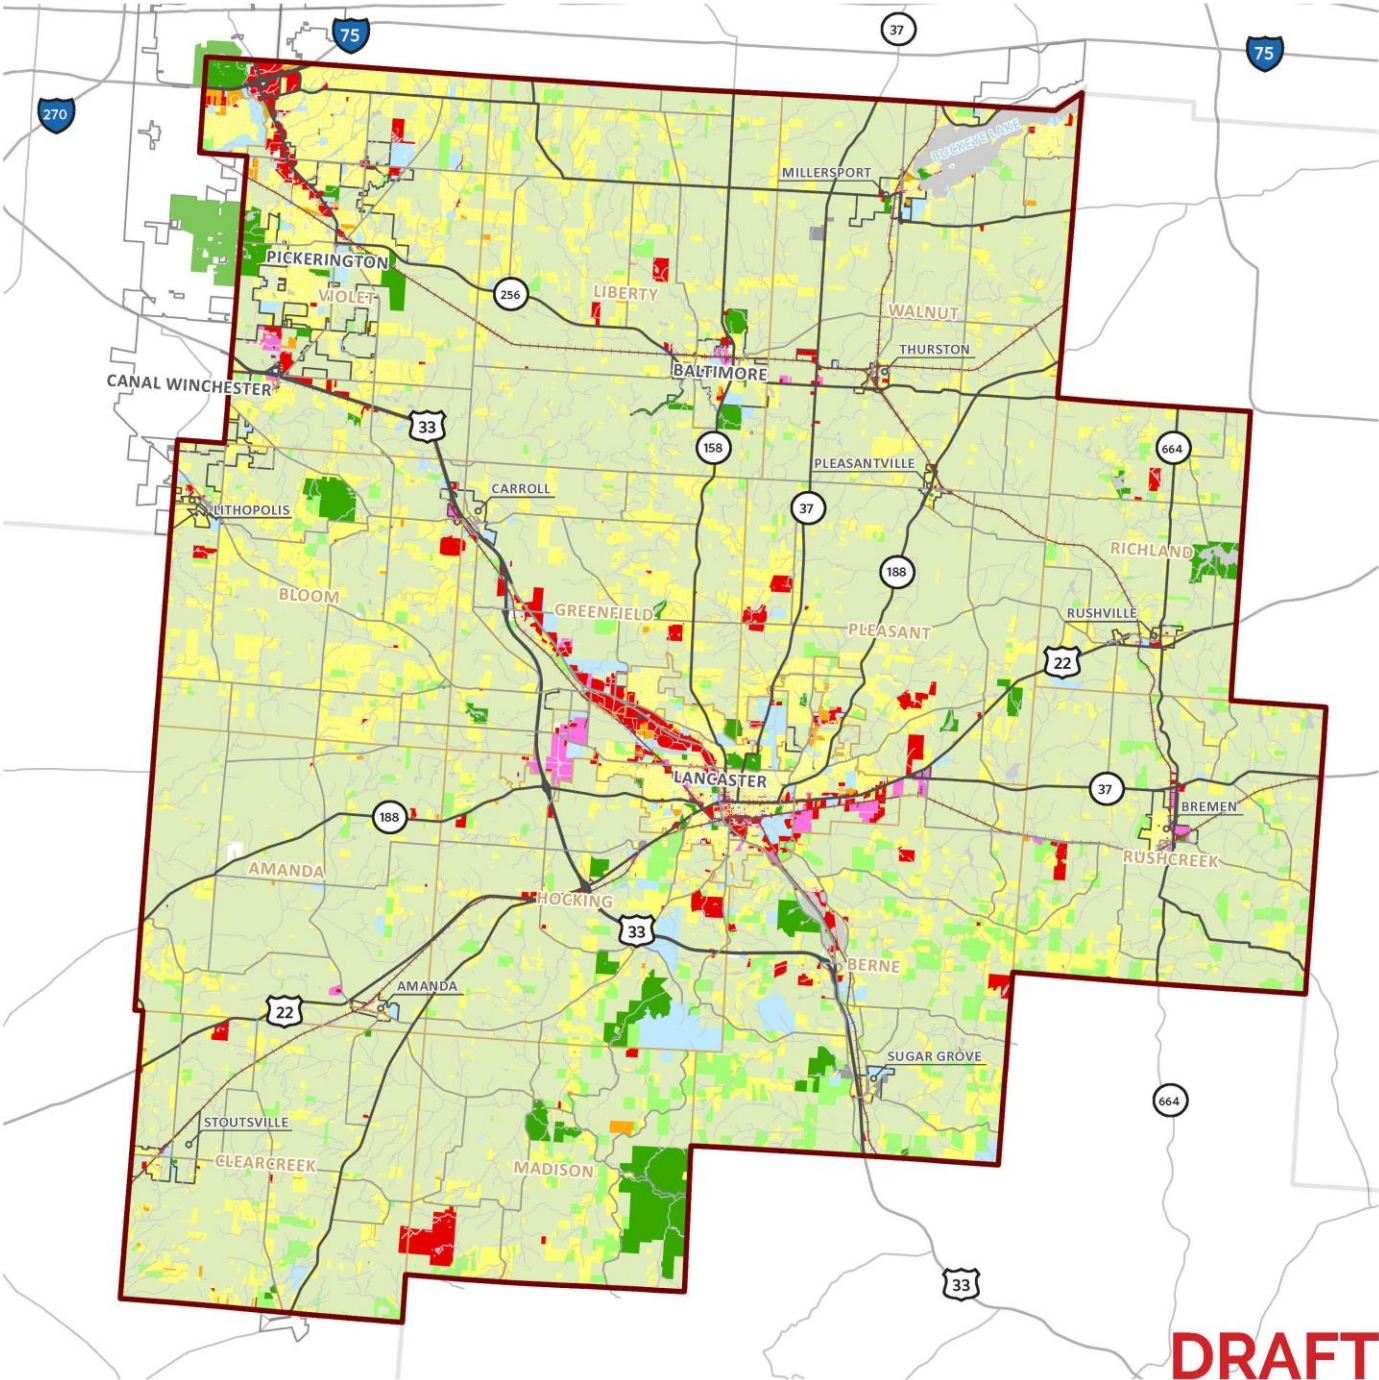 75
37
75
270
BUCKEYE LAKE
MILLERSPORT
PICKERINGTON
VIOLET
256
LIBERTY
WALNUT
THURSTON
BALTIMORE
CANAL WINCHESTER
33
158
664
PLEASANTVILLE
CARROLL
37
LITHOPOLIS
RICHLAND
188
BLOOM
GREENFIELD
RUSHVILLE
PLEASANT
22
LANCASTER
37
BREMEN
188
RUSHCREEK
AMANDA
HOCKING
33
BERNE
AMANDA
22
SUGAR GROVE
664
STOUTSVILLE
CLEARCREEK
MADISON
33
DRAFT